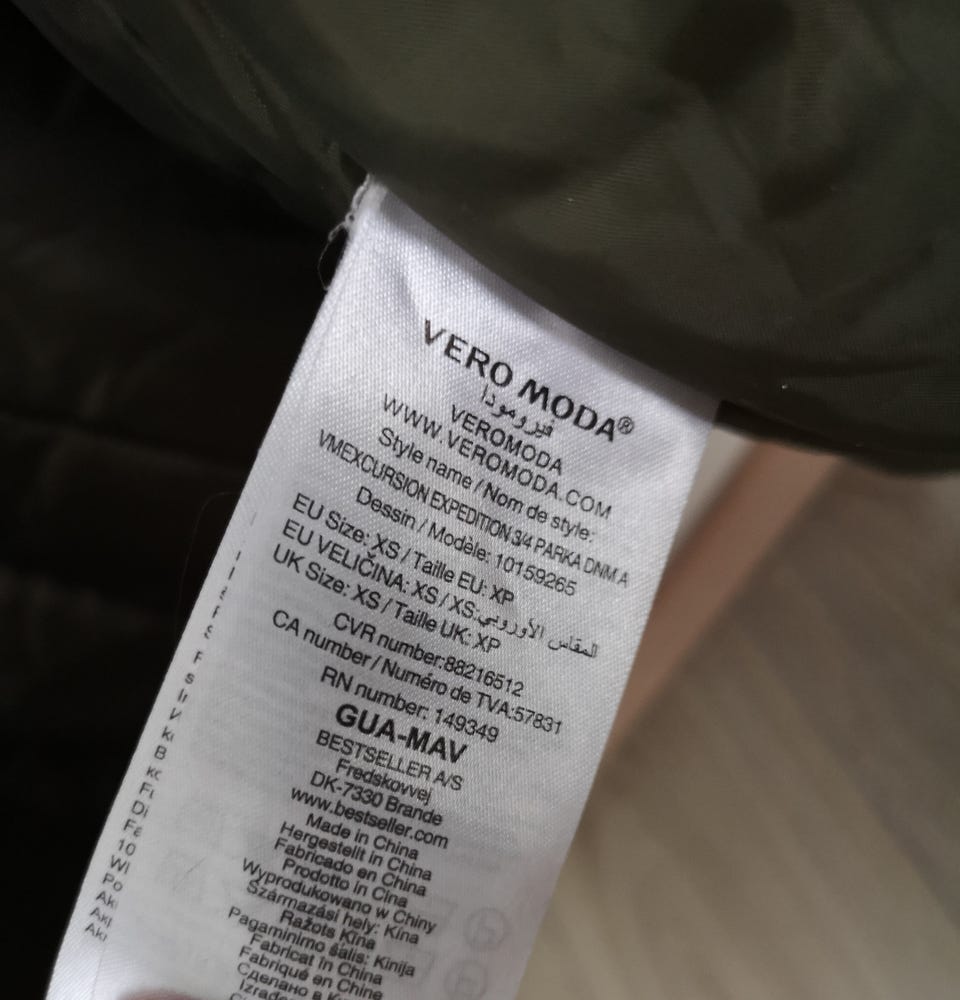 VERO MODA®
فيرومودا
VEROMODA
WWW.VEROMODA.COM
Style name / Nom de style:
VMEXCURSION EXPEDITION 3/4 PARKA DNM A
Dessin / Modèle: 10159265
EU Size: XS / Taille EU: XP
EU VELIČINA: XS / XS:المقاس الأوروبي
UK Size: XS / Taille UK: XP
CVR number:88216512
CA number / Numéro de TVA:57831
RN number: 149349
GUA-MAV
BESTSELLER A/S
Fredskovvej
DK-7330 Brande
www.bestseller.com
Made in China
Hergestellt in China
Fabricado en China
Prodotto in Cina
Wyprodukowano w Chiny
Származási hely: Kína
Ražots Kīna
Pagaminimo šalis: Kinija
Fabricat în China
Fabriqué en Chine